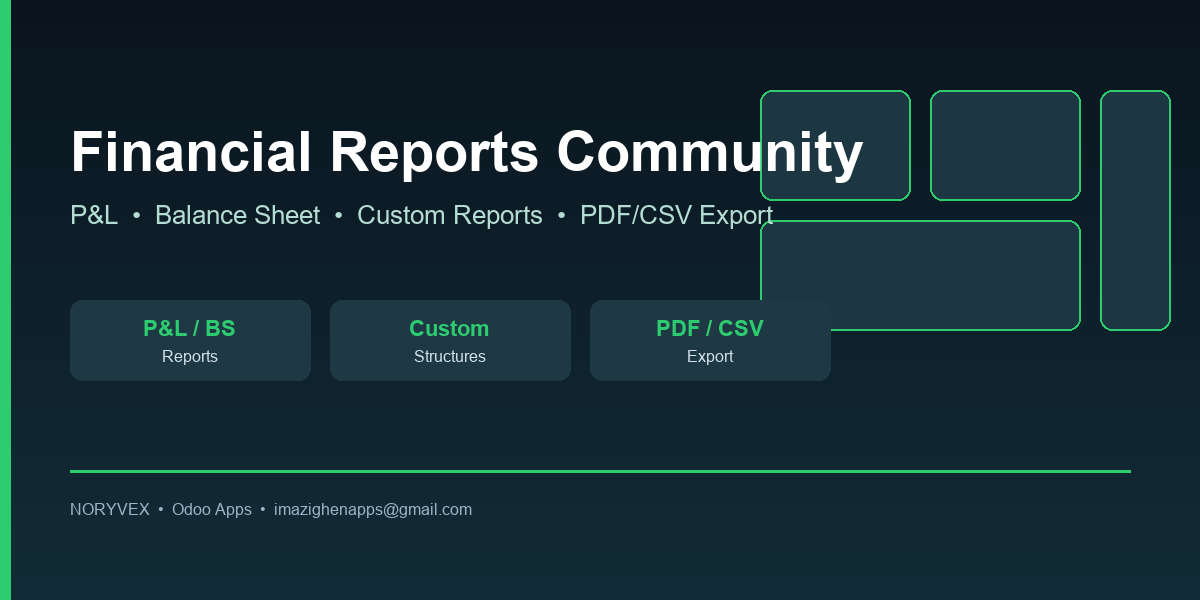 Financial Reports Community
P&L • Balance Sheet • Custom Reports • PDF/CSV Export
P&L / BS
Reports
Custom
Structures
PDF / CSV
Export
NORYVEX • Odoo Apps • imazighenapps@gmail.com